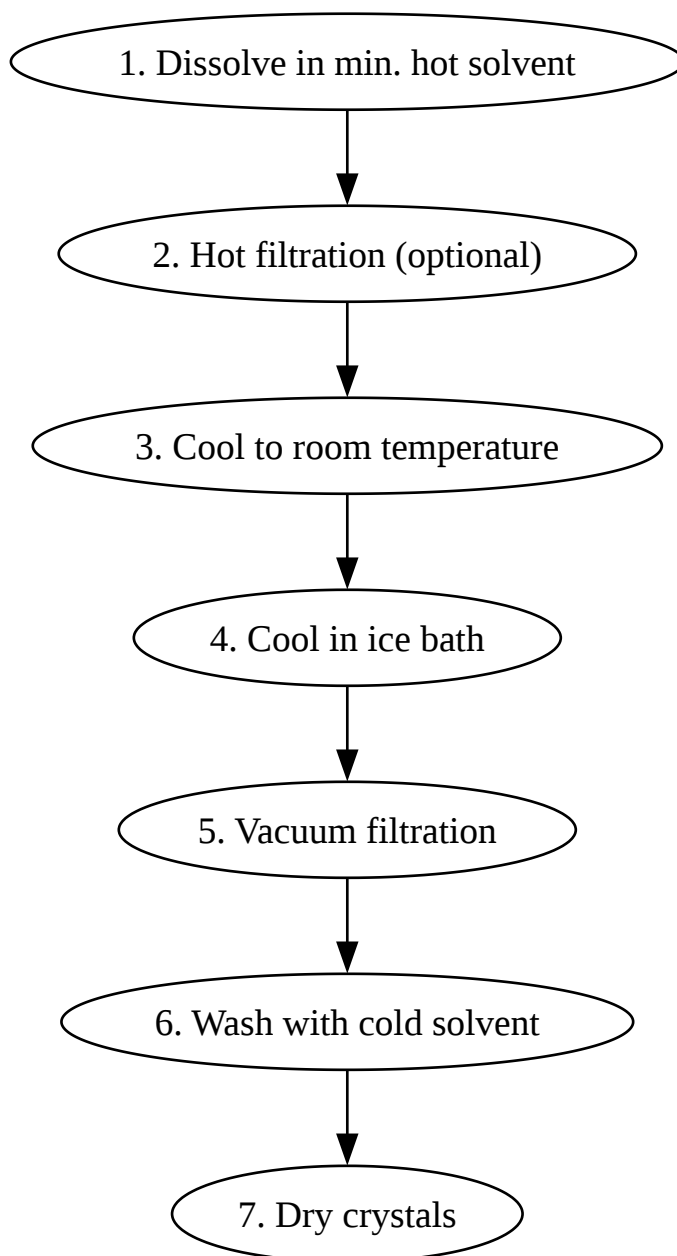 1. Dissolve in min. hot solvent
2. Hot filtration (optional)
3. Cool to room temperature
4. Cool in ice bath
5. Vacuum filtration
6. Wash with cold solvent
7. Dry crystals